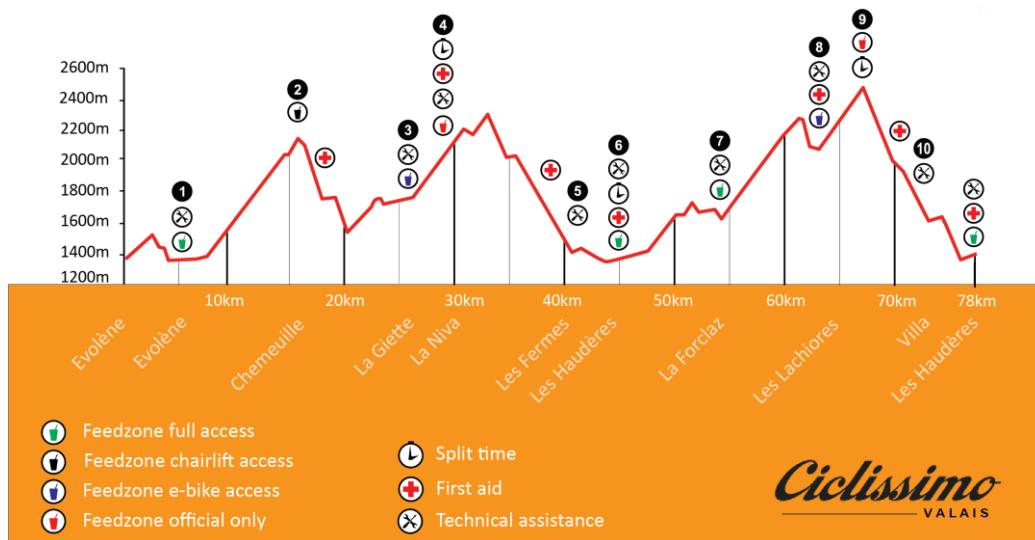 9
4
8
2600m
2400m
2
2200m
3
6
7
10
2000m
1800m
1
5
1600m
1400m
1200m
10km
20km
30km
40km
50km
60km
70km
78km
Evolène
Evolène
Chemeuille
La Giette
La Niva
Les Fermes
Les Haudères
La Forclaz
Les Lachiores
Villa
Les Haudères
Feedzone full access
Feedzone chairlift access
Feedzone e-bike access
Feedzone official only
Split time
First aid
Technical assistance
Ciclissimo
VALAIS